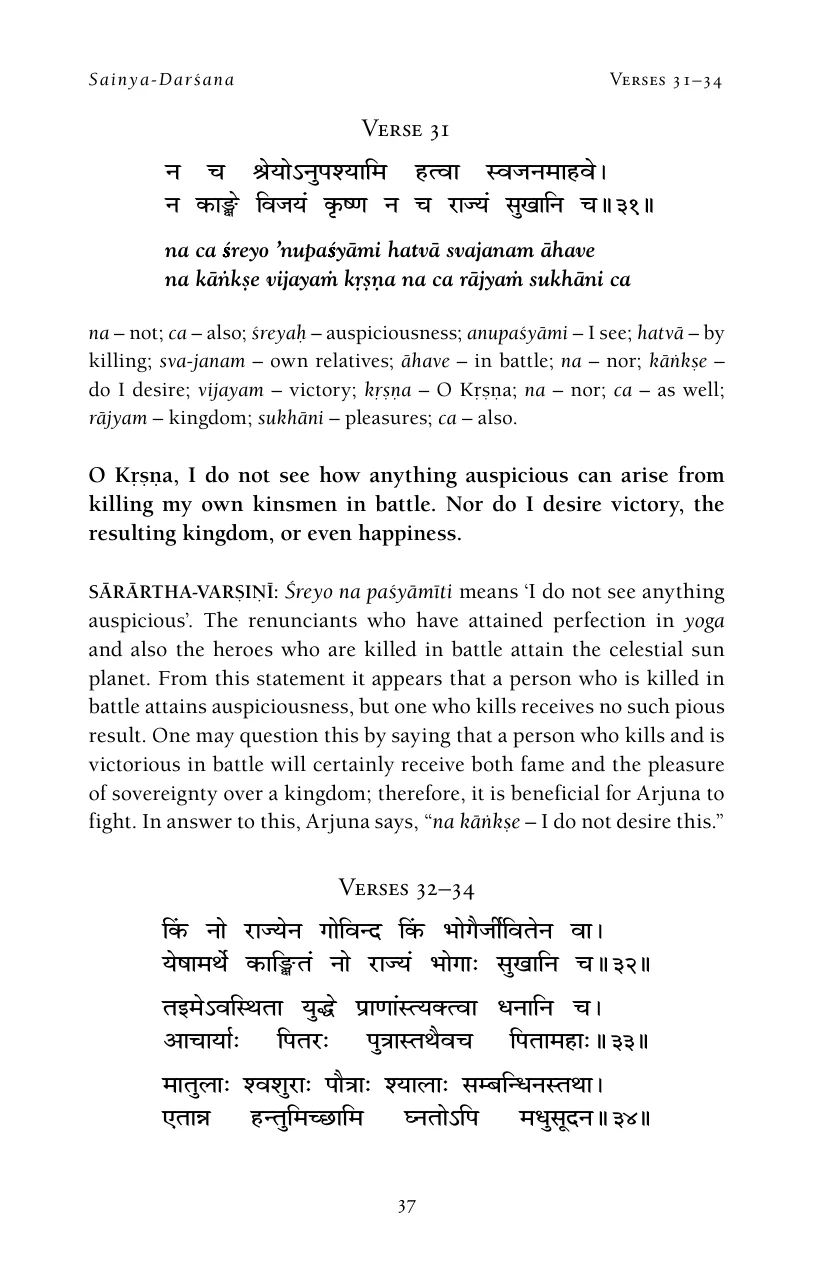 Sainya-Darśana Verses 31–34
Verse 31
न च श्रेयोऽनुपश्यामि हत्वा स्वजनमाहवे।
न काङ्क्षे विजयं कृष्ण न च राज्यं सुखानि च॥३१॥
na ca śreyo ’nupaśyāmi hatvā svajanam āhave
na kāṅkṣe vijayaṁ kṛṣṇa na ca rājyaṁ sukhāni ca
na – not; ca – also; śreyaḥ – auspiciousness; anupaśyāmi – I see; hatvā – by
killing; sva-janam – own relatives; āhave – in battle; na – nor; kāṅkṣe –
do I desire; vijayam – victory; kṛṣṇa – O Kṛṣṇa; na – nor; ca – as well;
rājyam – kingdom; sukhāni – pleasures; ca – also.
O Kṛṣṇa, I do not see how anything auspicious can arise from
killing my own kinsmen in battle. Nor do I desire victory, the
resulting kingdom, or even happiness.
SĀRĀRTHA-VARṢIṆĪ: Śreyo na paśyāmīti means ‘I do not see anything
auspicious’. The renunciants who have attained perfection in yoga
and also the heroes who are killed in battle attain the celestial sun
planet. From this statement it appears that a person who is killed in
battle attains auspiciousness, but one who kills receives no such pious
result. One may question this by saying that a person who kills and is
victorious in battle will certainly receive both fame and the pleasure
of sovereignty over a kingdom; therefore, it is beneficial for Arjuna to
fight. In answer to this, Arjuna says, “na kāṅkṣe – I do not desire this.”
Verses 32–34
किं नो राज्येन गोविन्द किं भोगैर्जीवितेन वा।
येषामर्थे काङ्क्षितं नो राज्यं भोगाः सुखानि च॥३२॥
तइमेऽवस्थिता युद्धे प्राणांस्त्यक्त्वा धनानि च।
आचार्याः पितरः पुत्रास्तथैवच पितामहाः॥३३॥
मातुलाः श्वशुराः पौत्राः श्यालाः सम्बन्धिनस्तथा।
एतान्न हन्तुमिच्छामि घ्नतोऽपि मधुसूदन॥३४॥
37